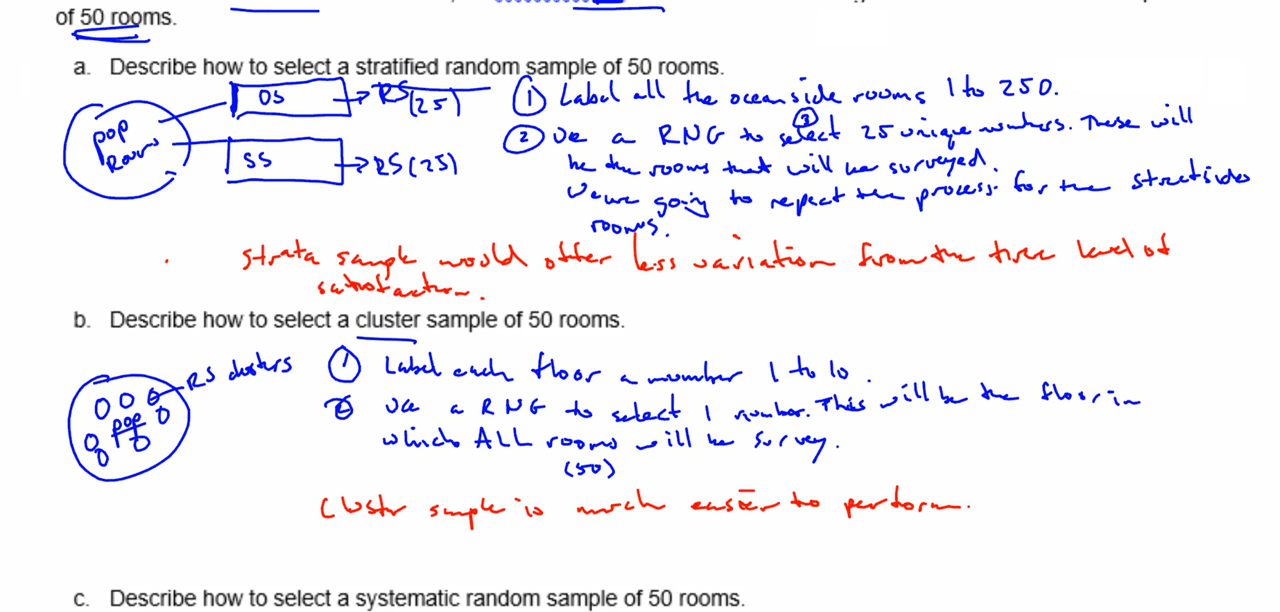 of 50 rooms.
a. Describe how to select a stratified random sample of 50 rooms.
pop
OS → RS (25)
SS → RS (25)
① Label all the oceanside rooms 1 to 250.
② Use a RNG to select 25 unique numbers. These will
③
be the rooms that will be surveyed.
We're going to repeat the process for the streetside
rooms.
Strata sample would offer less variation from the true level of
satisfaction.
b. Describe how to select a cluster sample of 50 rooms.
RS clusters
pop
① Label each floor a number 1 to 10.
② Use a RNG to select 1 number. This will be the floor in
which ALL rooms will be survey.
(50)
Cluster sample is much easier to perform.
c. Describe how to select a systematic random sample of 50 rooms.